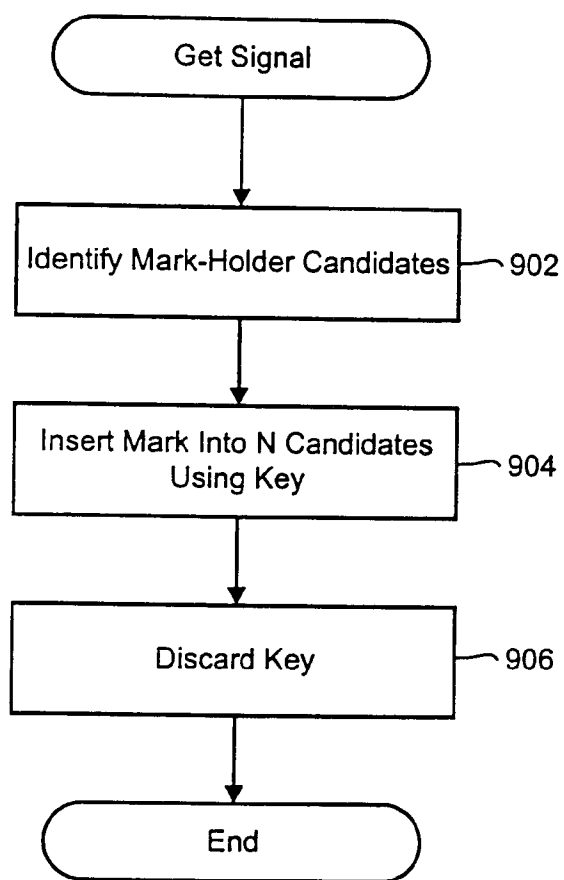 Get Signal
Identify Mark-Holder Candidates
902
Insert Mark Into N Candidates
Using Key
904
Discard Key
906
End